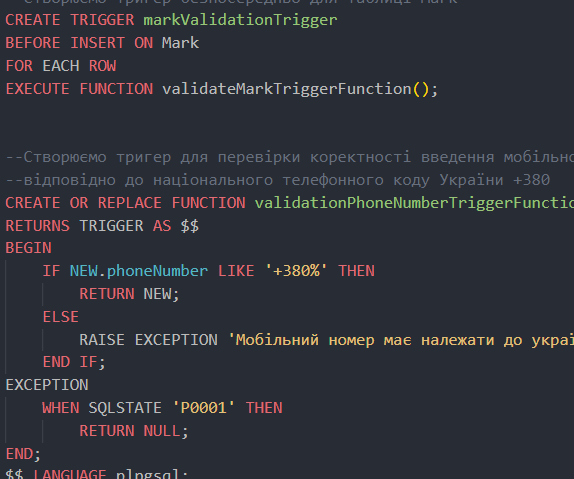 --Створюємо тригер безпосередньо для таблиці Mark
CREATE TRIGGER markValidationTrigger
BEFORE INSERT ON Mark
FOR EACH ROW
EXECUTE FUNCTION validateMarkTriggerFunction();
--Створюємо тригер для перевірки коректності введення мобільно
--відповідно до національного телефонного коду України +380
CREATE OR REPLACE FUNCTION validationPhoneNumberTriggerFunctio
RETURNS TRIGGER AS $$
BEGIN
IF NEW.phoneNumber LIKE '+380%' THEN
RETURN NEW;
ELSE
RAISE EXCEPTION 'Мобільний номер має належати до украї
END IF;
EXCEPTION
WHEN SQLSTATE 'P0001' THEN
RETURN NULL;
END;
$$ LANGUAGE plpgsql;